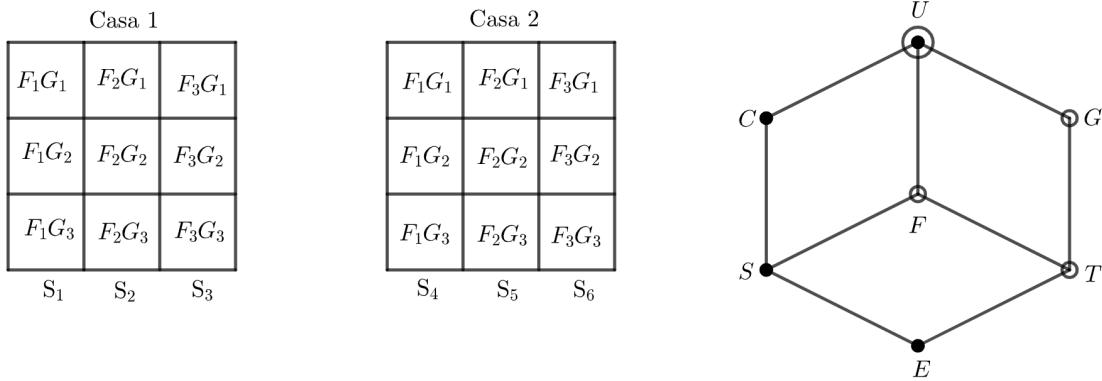 Casa 1
F₁G₁ F₂G₁ F₃G₁
F₁G₂ F₂G₂ F₃G₂
F₁G₃ F₂G₃ F₃G₃
S₁ S₂ S₃
Casa 2
F₁G₁ F₂G₁ F₃G₁
F₁G₂ F₂G₂ F₃G₂
F₁G₃ F₂G₃ F₃G₃
S₄ S₅ S₆
U
C G
F
S T
E